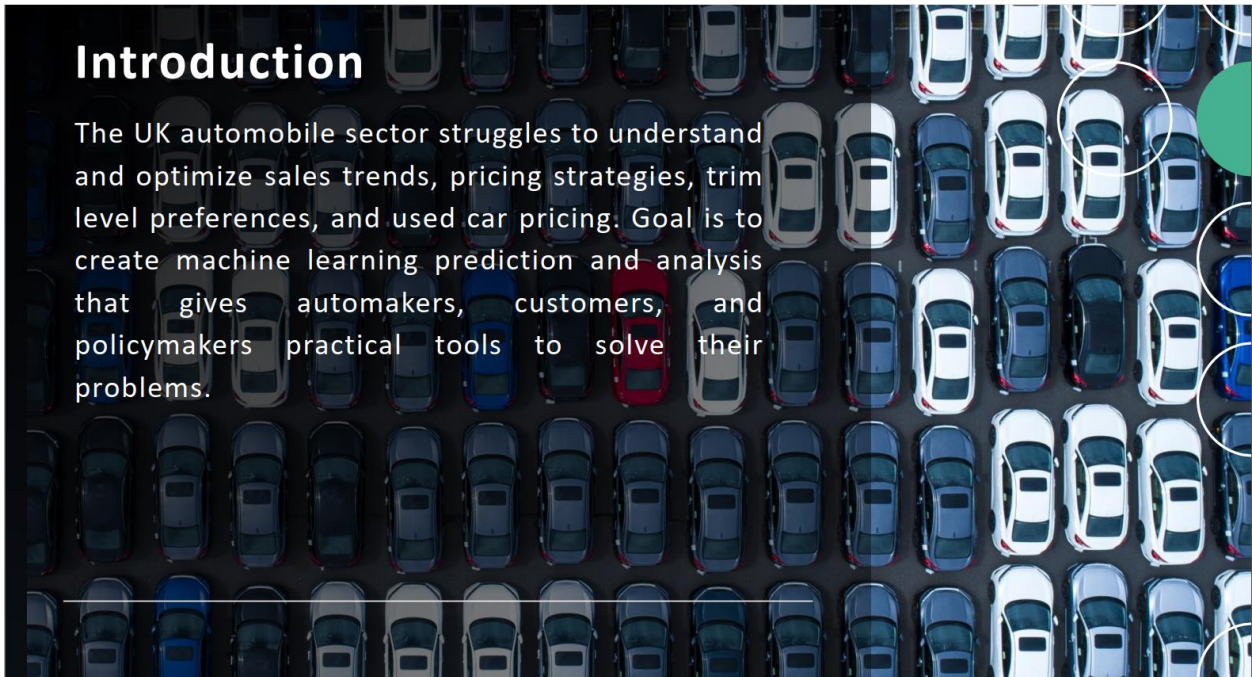 Introduction
The UK automobile sector struggles to understand
and optimize sales trends, pricing strategies, trim
level preferences, and used car pricing. Goal is to
create machine learning prediction and analysis
that gives automakers, customers, and
policymakers practical tools to solve their
problems.